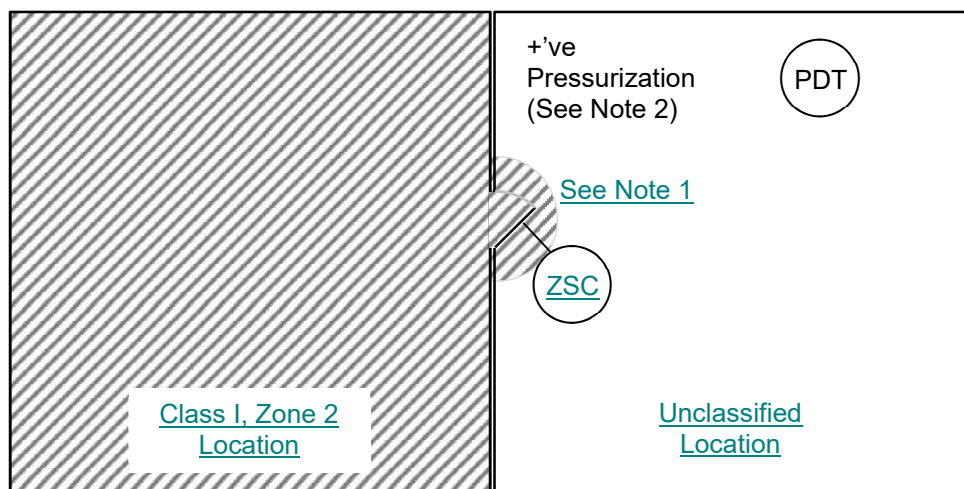 +’ve
Pressurization
(See Note 2)
PDT
See Note 1
ZSC
Class I, Zone 2
Location
Unclassified
Location